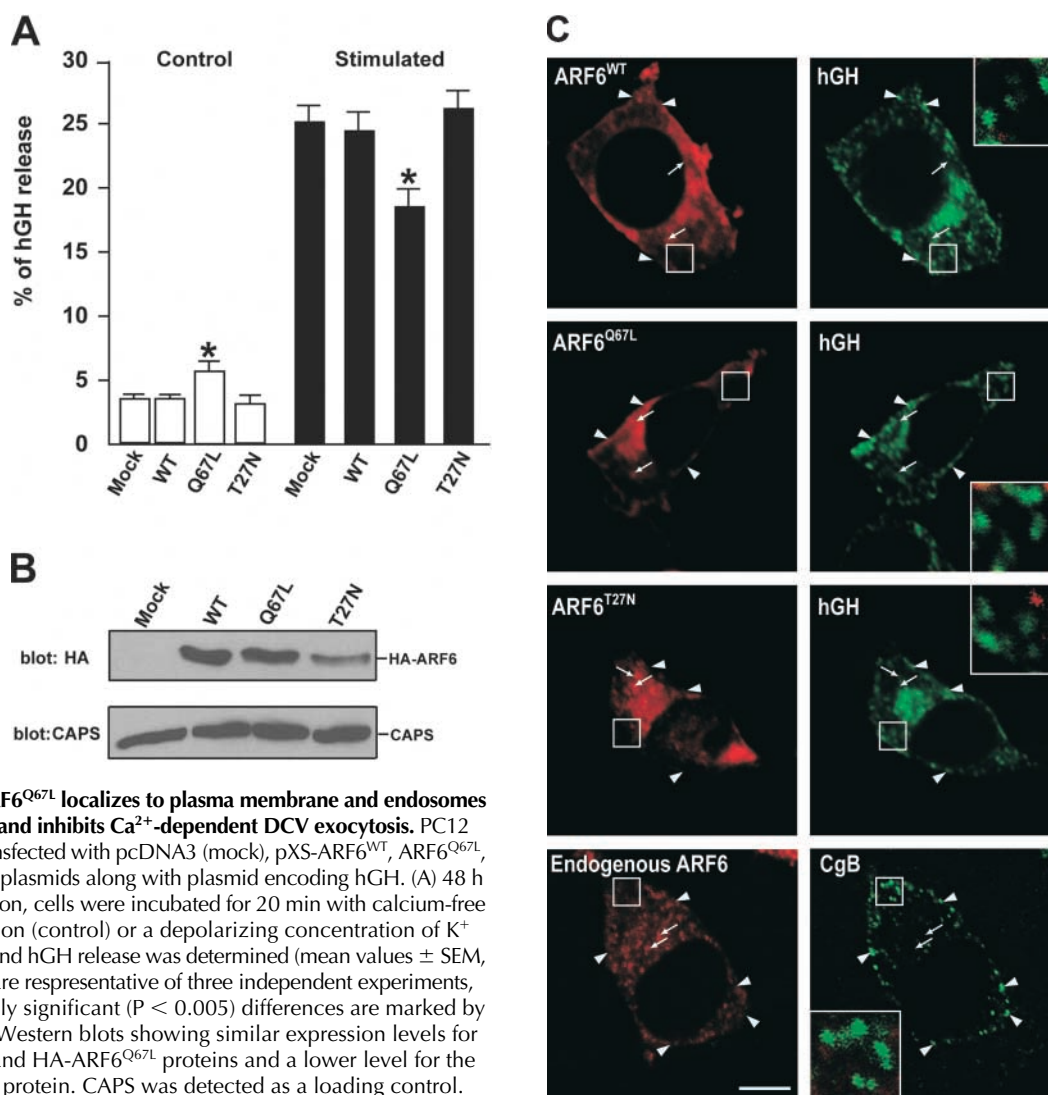 A
Control
Stimulated
% of hGH release
30
25
20
15
10
5
0
*
*
Mock
WT
Q67L
T27N
Mock
WT
Q67L
T27N
B
Mock
WT
Q67L
T27N
blot: HA
HA-ARF6
blot:CAPS
CAPS
F6Q67L localizes to plasma membrane and endosomes
and inhibits Ca2+-dependent DCV exocytosis. PC12
nsfected with pcDNA3 (mock), pXS-ARF6WT, ARF6Q67L,
plasmids along with plasmid encoding hGH. (A) 48 h
on, cells were incubated for 20 min with calcium-free
on (control) or a depolarizing concentration of K+
nd hGH release was determined (mean values ± SEM,
are respresentative of three independent experiments,
ly significant (P < 0.005) differences are marked by
Western blots showing similar expression levels for
and HA-ARF6Q67L proteins and a lower level for the
protein. CAPS was detected as a loading control.
C
ARF6WT
hGH
ARF6Q67L
hGH
ARF6T27N
hGH
Endogenous ARF6
CgB